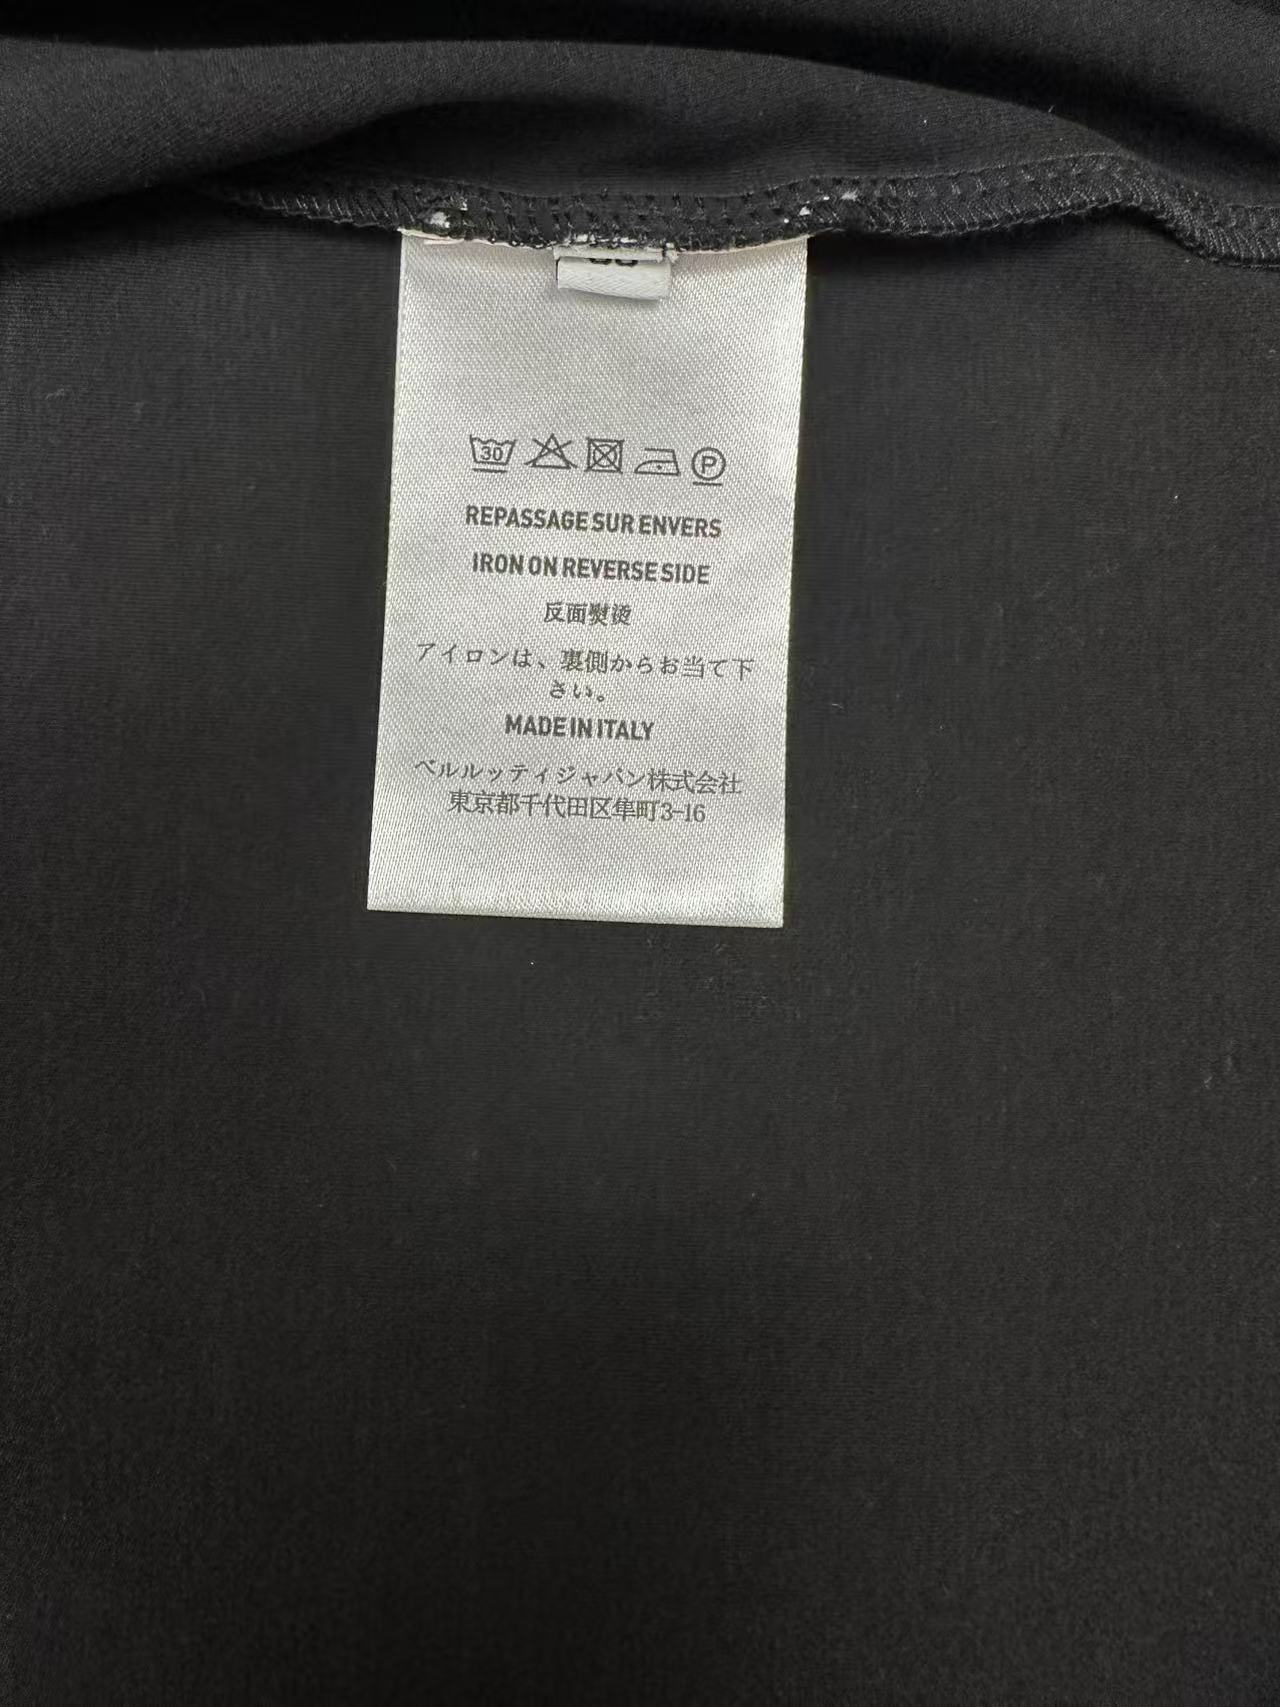 30
P
REPASSAGE SUR ENVERS
IRON ON REVERSE SIDE
反面熨烫
アイロンは、裏側からお当て下
さい。
MADE IN ITALY
ベルルッティジャパン株式会社
東京都千代田区隼町3-16